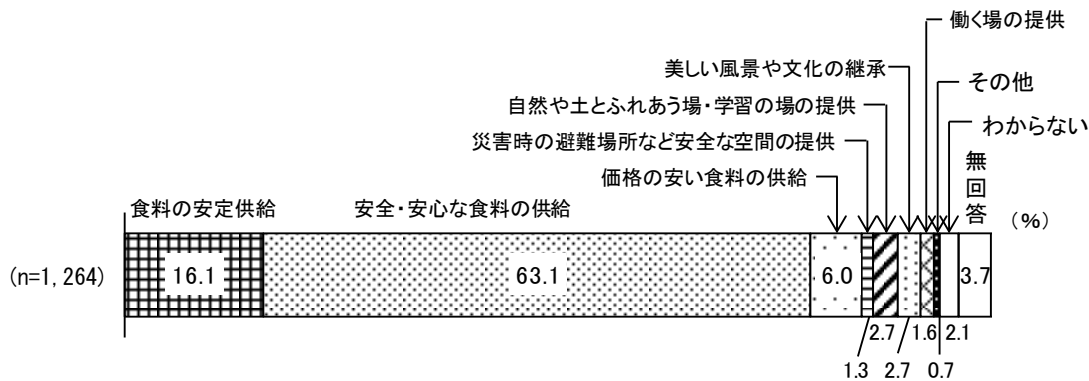 働く場の提供
美しい風景や文化の継承
その他
自然や土とふれあう場・学習の場の提供
わからない
災害時の避難場所など安全な空間の提供
無回答
価格の安い食料の供給
食料の安定供給
安全・安心な食料の供給
(%)
(n=1,264)
16.1
63.1
6.0
3.7
2.7
1.6
2.1
1.3
2.7
0.7